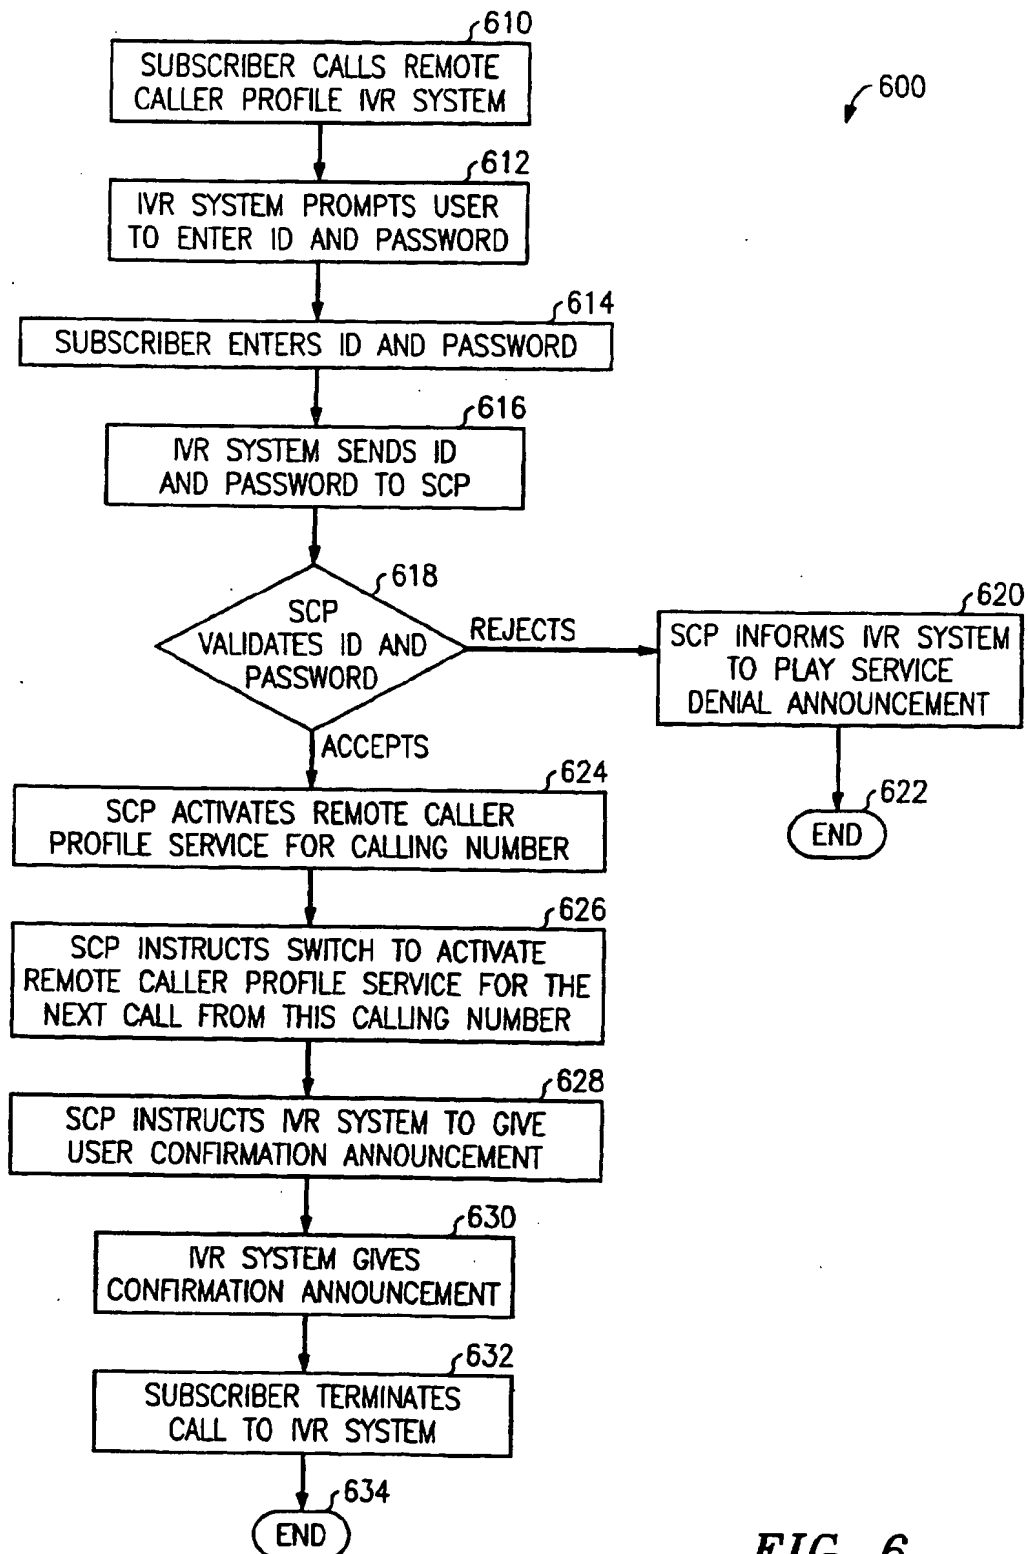 610
SUBSCRIBER CALLS REMOTE
CALLER PROFILE IVR SYSTEM
600
612
IVR SYSTEM PROMPTS USER
TO ENTER ID AND PASSWORD
614
SUBSCRIBER ENTERS ID AND PASSWORD
616
IVR SYSTEM SENDS ID
AND PASSWORD TO SCP
618
SCP
VALIDATES ID AND
PASSWORD
REJECTS
620
SCP INFORMS IVR SYSTEM
TO PLAY SERVICE
DENIAL ANNOUNCEMENT
622
END
ACCEPTS
624
SCP ACTIVATES REMOTE CALLER
PROFILE SERVICE FOR CALLING NUMBER
626
SCP INSTRUCTS SWITCH TO ACTIVATE
REMOTE CALLER PROFILE SERVICE FOR THE
NEXT CALL FROM THIS CALLING NUMBER
628
SCP INSTRUCTS IVR SYSTEM TO GIVE
USER CONFIRMATION ANNOUNCEMENT
630
IVR SYSTEM GIVES
CONFIRMATION ANNOUNCEMENT
632
SUBSCRIBER TERMINATES
CALL TO IVR SYSTEM
634
END
FIG. 6